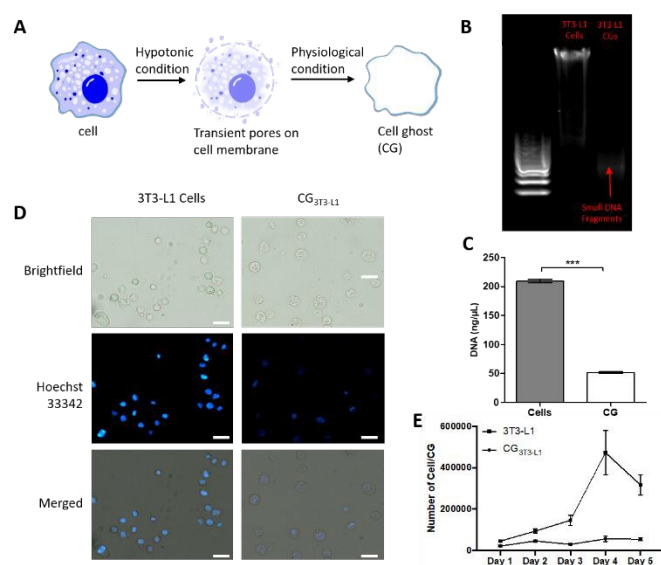 A
Hypotonic
condition
Physiological
condition
cell
Transient pores on
cell membrane
Cell ghost
(CG)
B
3T3-L1
Cells
3T3-L1
CGs
Small DNA
Fragments
C
***
DNA (ng/µL)
250
200
150
100
50
0
Cells
CG
D
3T3-L1 Cells
CG3T3-L1
Brightfield
Hoechst
33342
Merged
E
3T3-L1
CG3T3-L1
Number of Cell/CG
600000
400000
200000
0
Day 1
Day 2
Day 3
Day 4
Day 5